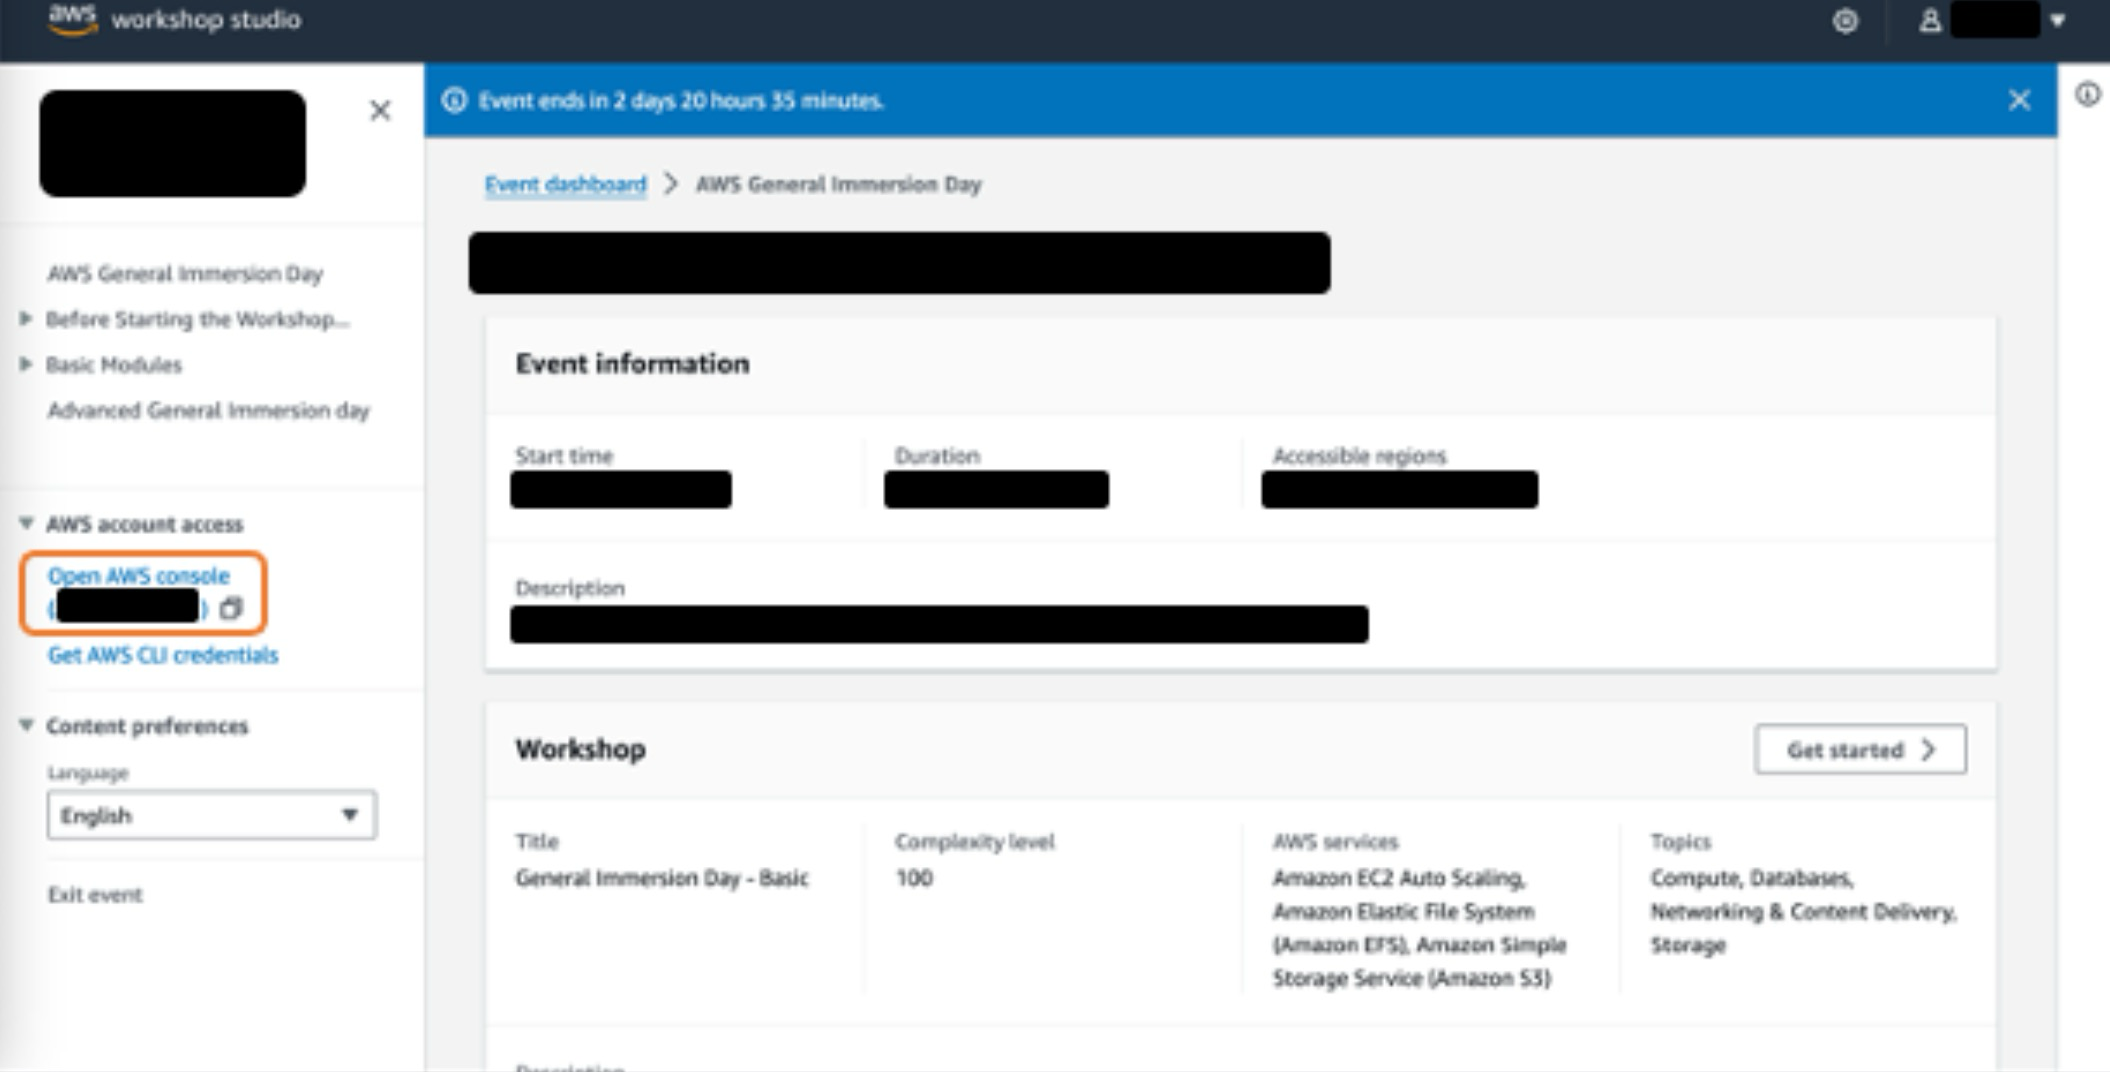 aws workshop studio
Event ends in 2 days 20 hours 35 minutes.
Event dashboard > AWS General Immersion Day
AWS General Immersion Day
Before Starting the Workshop...
Basic Modules
Advanced General Immersion day
AWS account access
Open AWS console
( )
Get AWS CLI credentials
Content preferences
Language
English
Exit event
Event information
Start time
Duration
Accessible regions
Description
Workshop
Get started >
Title
General Immersion Day - Basic
Complexity level
100
AWS services
Amazon EC2 Auto Scaling,
Amazon Elastic File System
(Amazon EFS), Amazon Simple
Storage Service (Amazon S3)
Topics
Compute, Databases,
Networking & Content Delivery,
Storage
Description